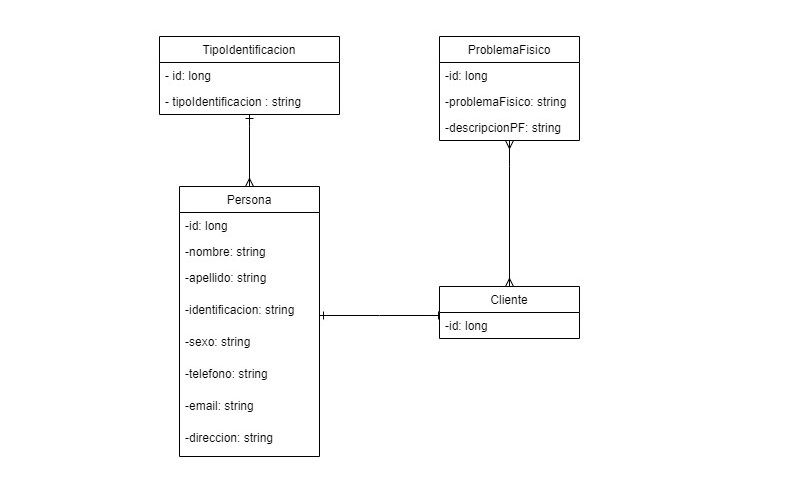 TipoIdentificacion
- id: long
- tipoIdentificacion : string
ProblemaFisico
-id: long
-problemaFisico: string
-descripcionPF: string
Persona
-id: long
-nombre: string
-apellido: string
-identificacion: string
-sexo: string
-telefono: string
-email: string
-direccion: string
Cliente
-id: long